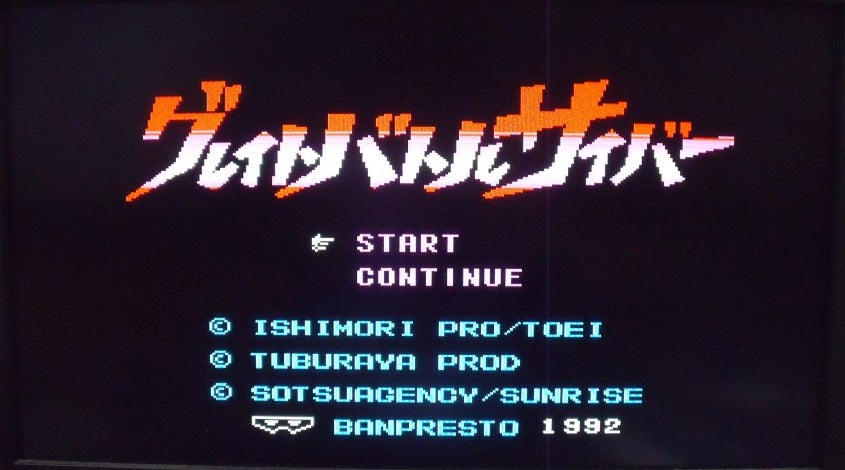 グレイトバトルサイバー
START
CONTINUE
© ISHIMORI PRO/TOEI
© TUBURAYA PROD
© SOTSUAGENCY/SUNRISE
BANPRESTO 1992